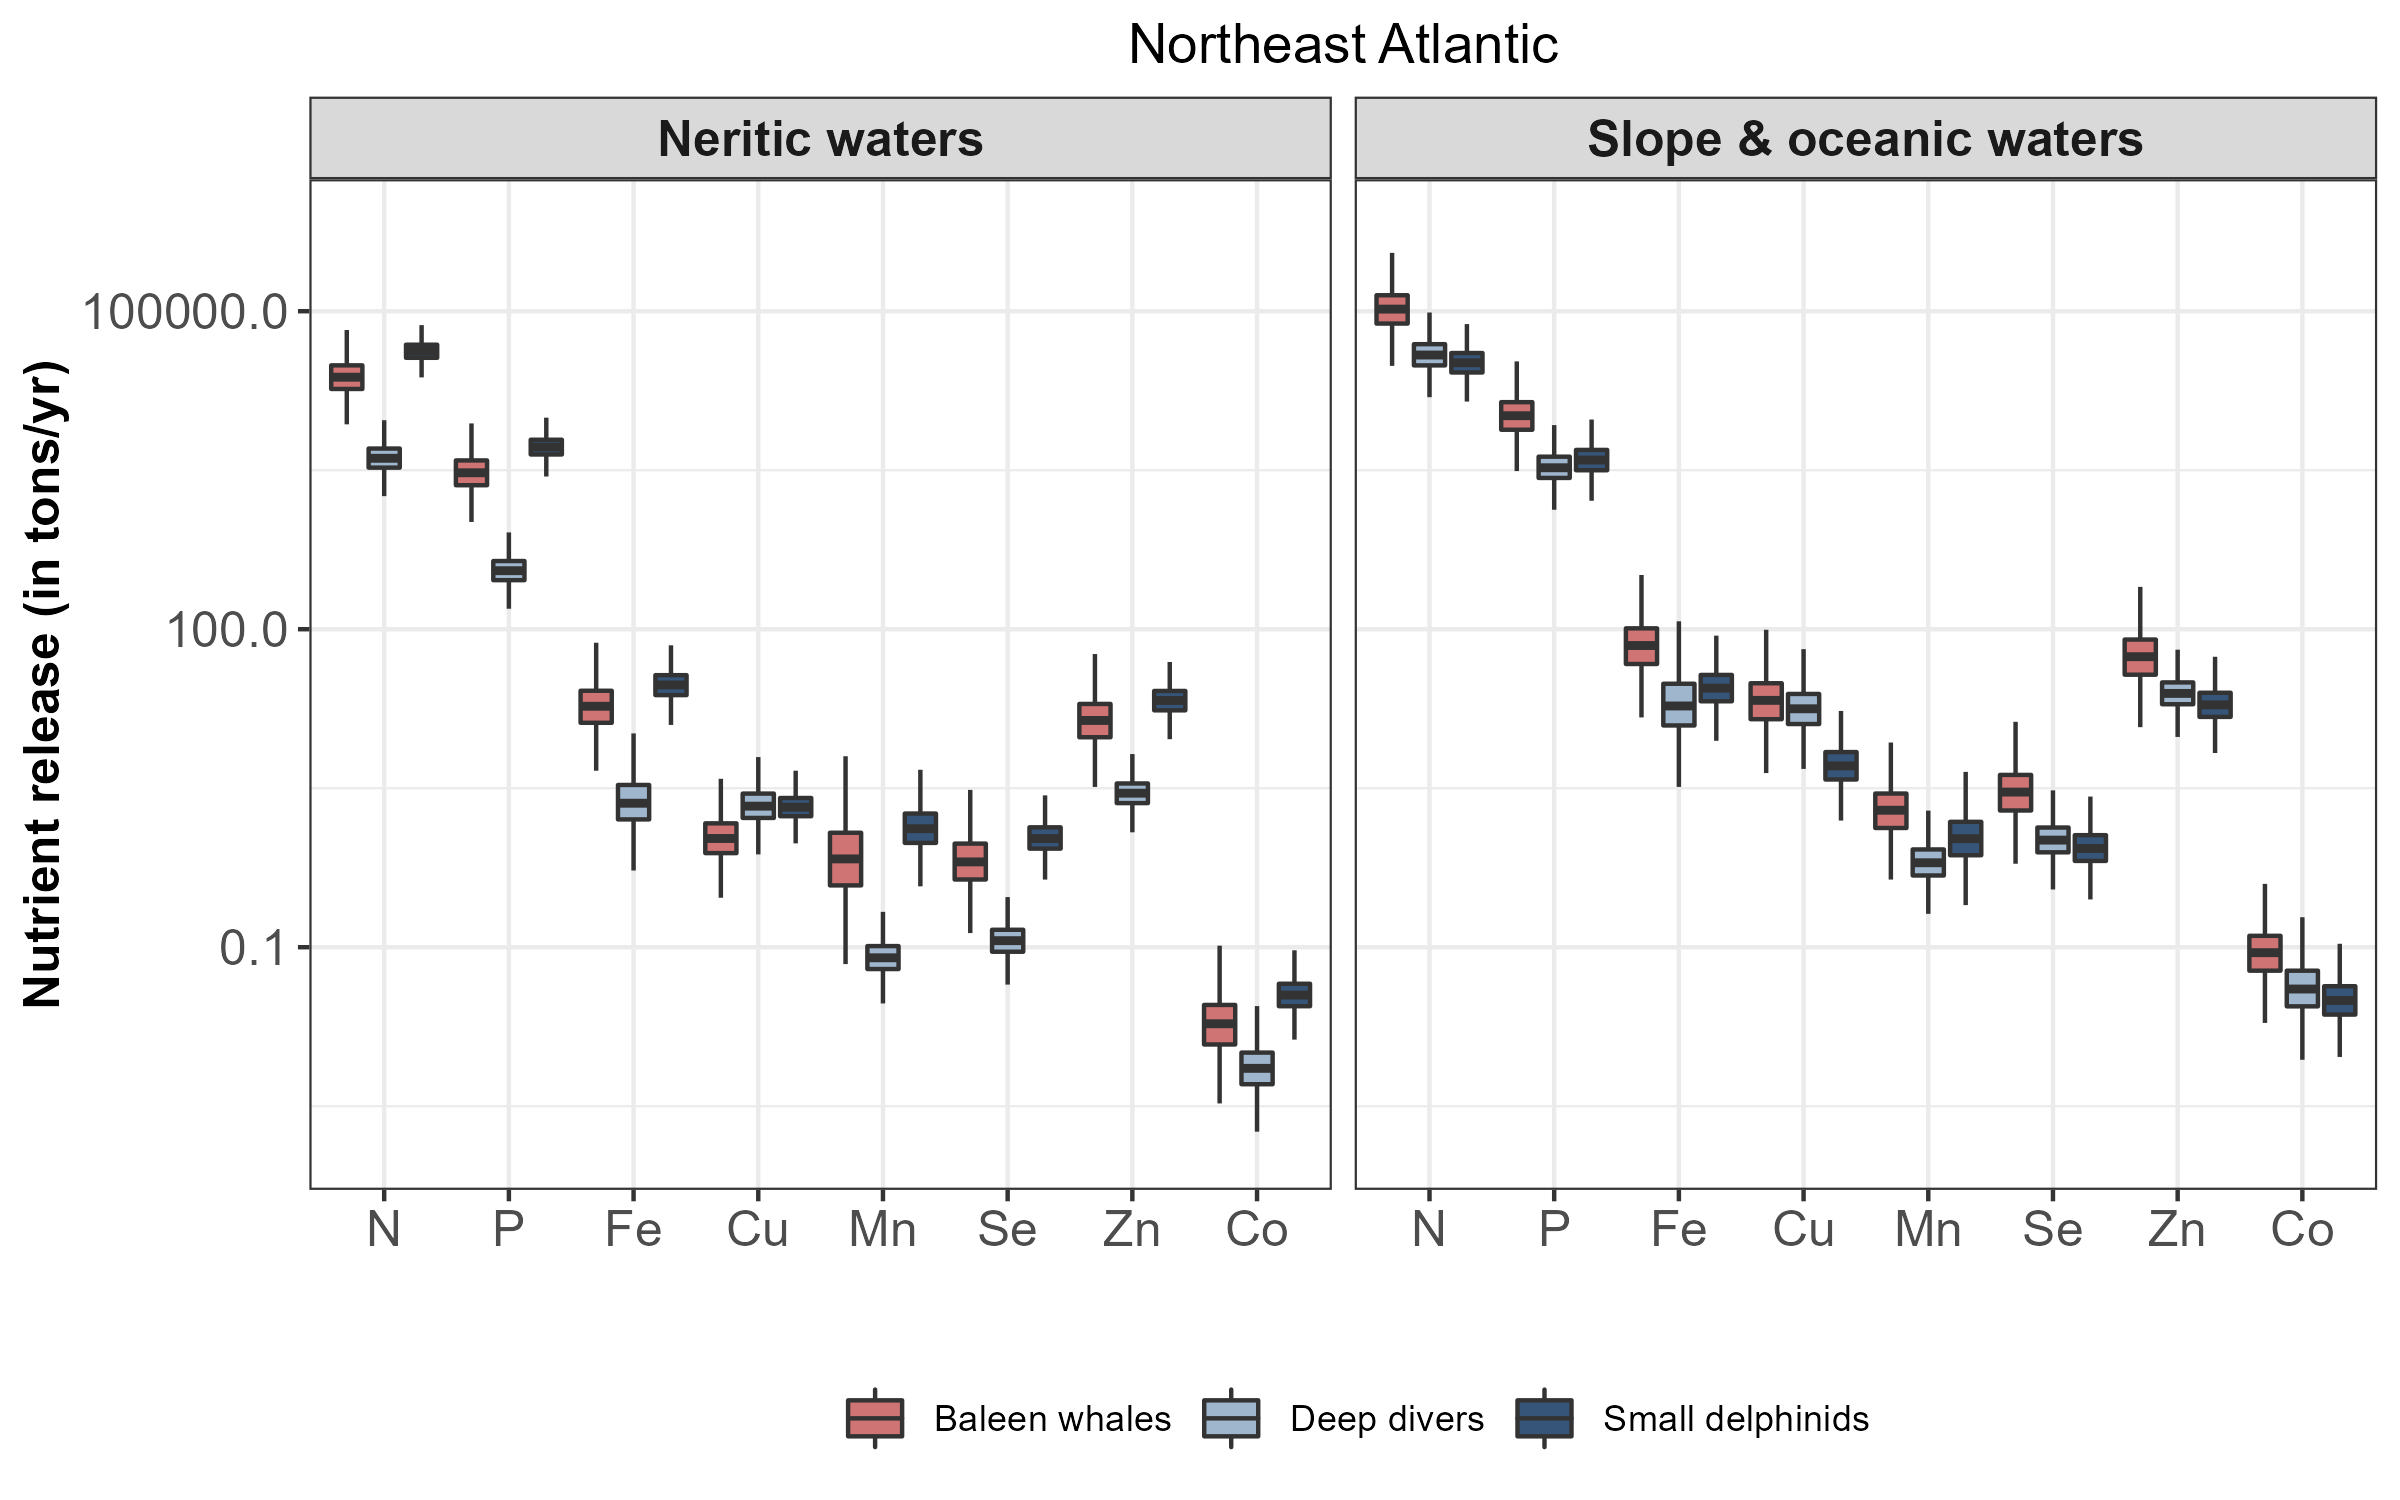 Northeast Atlantic
Neritic waters
Slope & oceanic waters
Nutrient release (in tons/yr)
100000.0
100.0
0.1
N P Fe Cu Mn Se Zn Co
N P Fe Cu Mn Se Zn Co
Baleen whales Deep divers Small delphinids